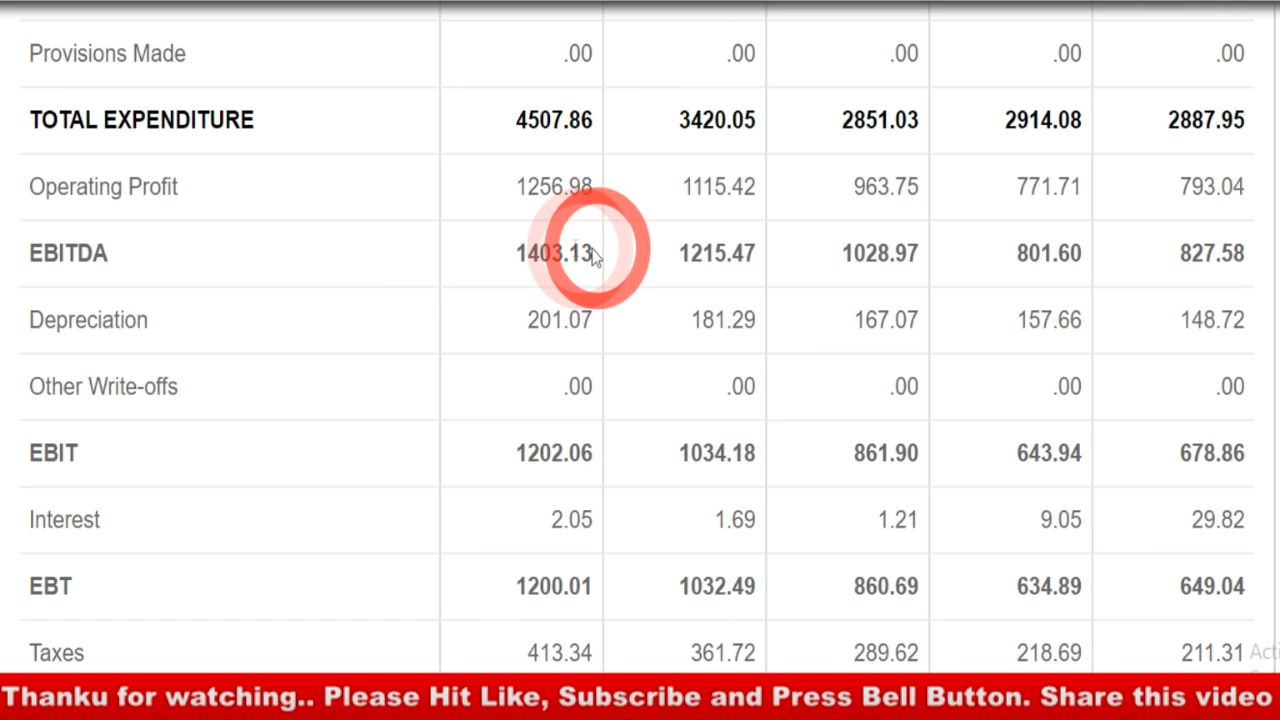 Provisions Made .00 .00 .00 .00 .00
TOTAL EXPENDITURE 4507.86 3420.05 2851.03 2914.08 2887.95
Operating Profit 1256.98 1115.42 963.75 771.71 793.04
EBITDA 1403.13 1215.47 1028.97 801.60 827.58
Depreciation 201.07 181.29 167.07 157.66 148.72
Other Write-offs .00 .00 .00 .00 .00
EBIT 1202.06 1034.18 861.90 643.94 678.86
Interest 2.05 1.69 1.21 9.05 29.82
EBT 1200.01 1032.49 860.69 634.89 649.04
Taxes 413.34 361.72 289.62 218.69 211.31
Thanku for watching.. Please Hit Like, Subscribe and Press Bell Button. Share this video